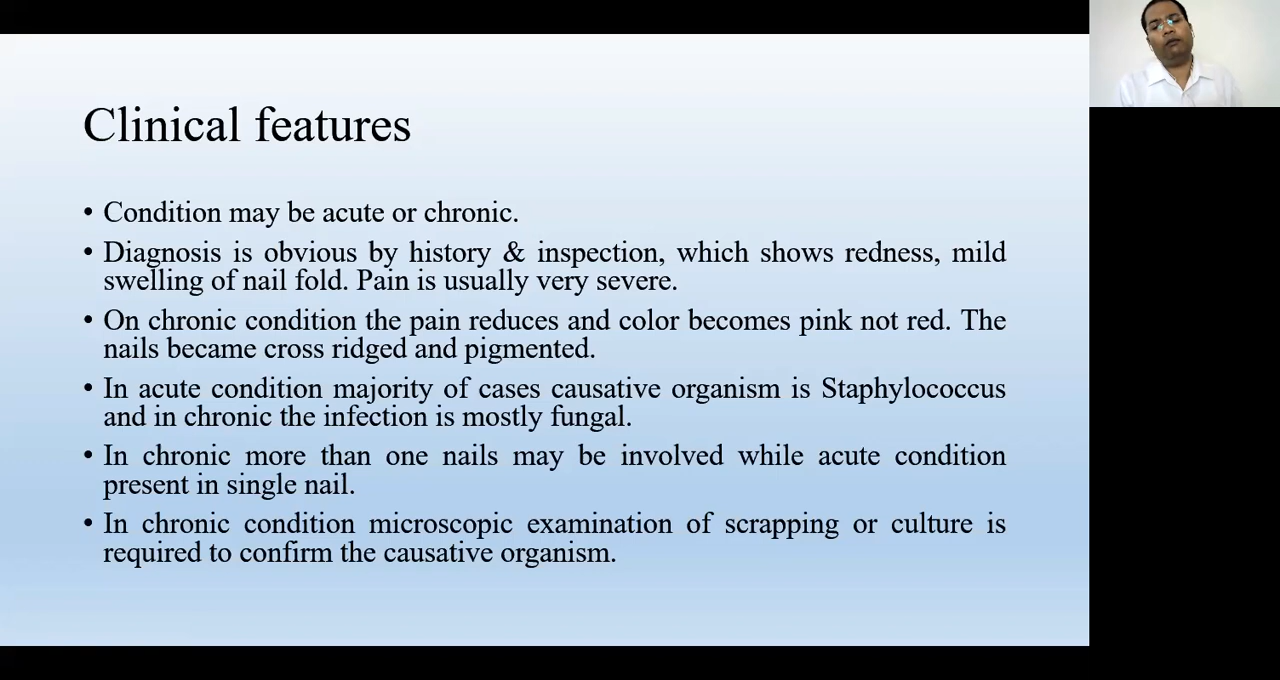 Clinical features
• Condition may be acute or chronic.
• Diagnosis is obvious by history & inspection, which shows redness, mild
swelling of nail fold. Pain is usually very severe.
• On chronic condition the pain reduces and color becomes pink not red. The
nails became cross ridged and pigmented.
• In acute condition majority of cases causative organism is Staphylococcus
and in chronic the infection is mostly fungal.
• In chronic more than one nails may be involved while acute condition
present in single nail.
• In chronic condition microscopic examination of scrapping or culture is
required to confirm the causative organism.